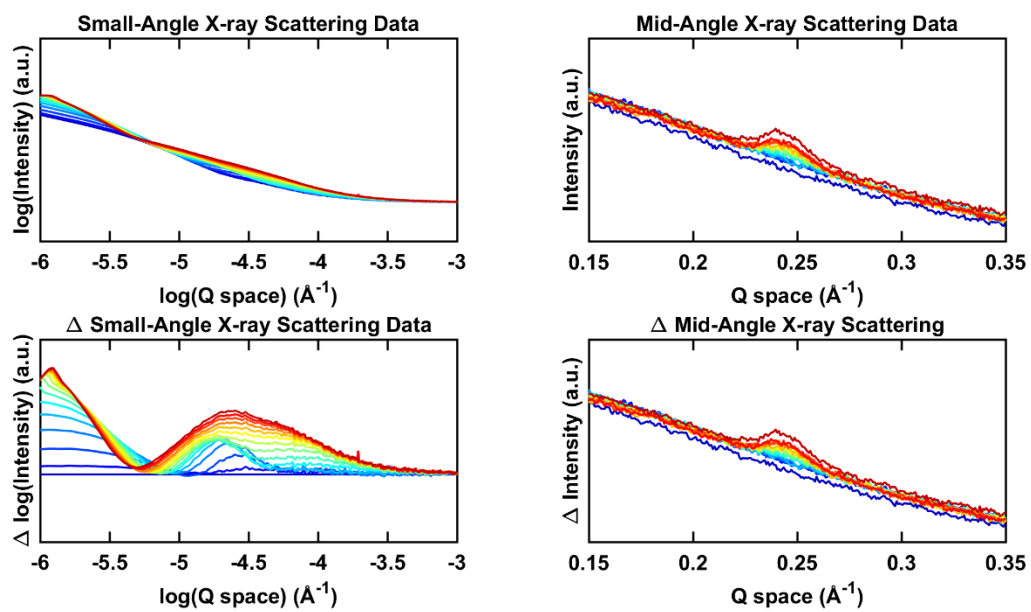 Small-Angle X-ray Scattering Data
log(Intensity) (a.u.)
-6 -5.5 -5 -4.5 -4 -3.5 -3
log(Q space) (Å-1)
Mid-Angle X-ray Scattering Data
Intensity (a.u.)
0.15 0.2 0.25 0.3 0.35
Q space (Å-1)
Δ Small-Angle X-ray Scattering Data
Δ log(Intensity) (a.u.)
-6 -5.5 -5 -4.5 -4 -3.5 -3
log(Q space) (Å-1)
Δ Mid-Angle X-ray Scattering
Δ Intensity (a.u.)
0.15 0.2 0.25 0.3 0.35
Q space (Å-1)